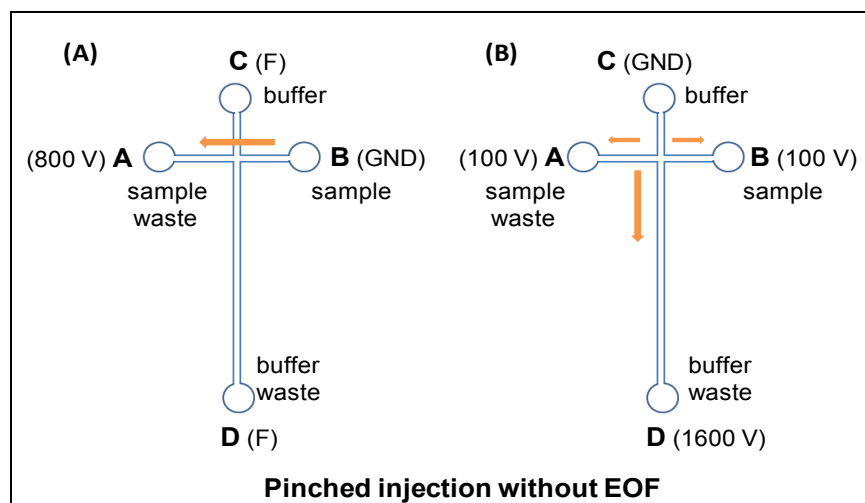 (A)
C (F)
buffer
(800 V) A
B (GND)
sample
waste
sample
buffer
waste
D (F)
(B)
C (GND)
buffer
(100 V) A
B (100 V)
sample
waste
sample
buffer
waste
D (1600 V)
Pinched injection without EOF